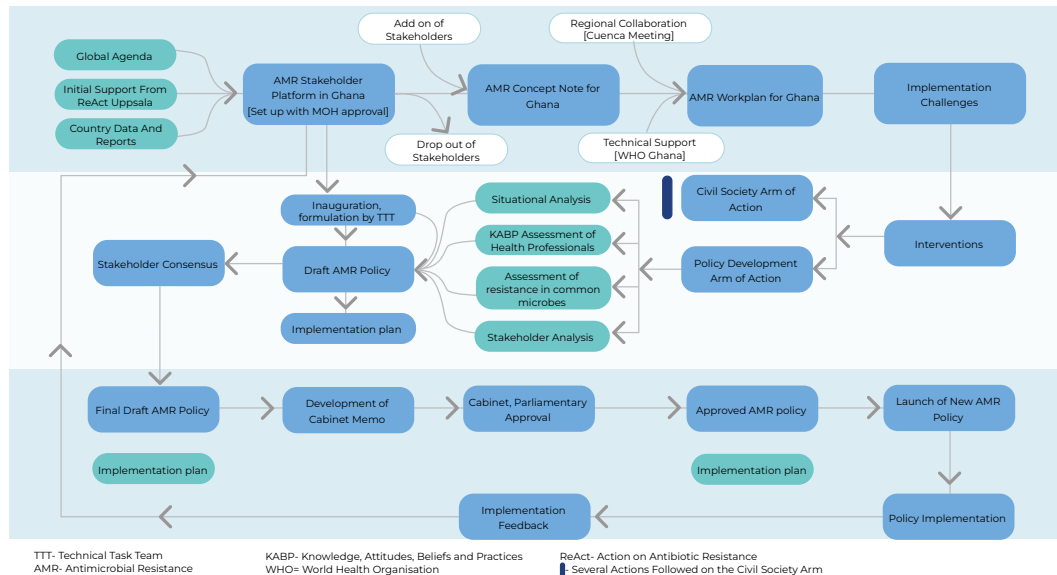 Add on of
Stakeholders
Regional Collaboration
[Cuenca Meeting]
Global Agenda
Initial Support From
ReAct Uppsala
Country Data And
Reports
AMR Stakeholder
Platform in Ghana
[Set up with MOH approval]
AMR Concept Note for
Ghana
AMR Workplan for Ghana
Implementation
Challenges
Drop out of
Stakeholders
Technical Support
[WHO Ghana]
Inauguration,
formulation by TTT
Situational Analysis
Civil Society Arm of
Action
Stakeholder Consensus
Draft AMR Policy
KABP Assessment of
Health Professionals
Interventions
Policy Development
Arm of Action
Assessment of
resistance in common
microbes
Implementation plan
Stakeholder Analysis
Final Draft AMR Policy
Development of
Cabinet Memo
Cabinet, Parliamentary
Approval
Approved AMR policy
Launch of New AMR
Policy
Implementation plan
Implementation plan
Implementation
Feedback
Policy Implementation
TTT- Technical Task Team
AMR- Antimicrobial Resistance
KABP- Knowledge, Attitudes, Beliefs and Practices
WHO= World Health Organisation
ReAct- Action on Antibiotic Resistance
- Several Actions Followed on the Civil Society Arm